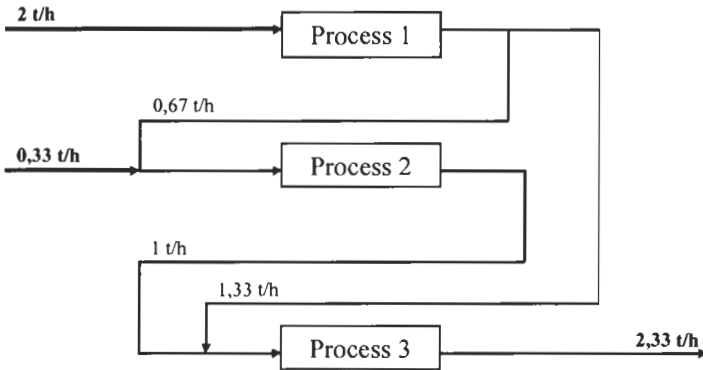 2 t/h
Process 1
0,67 t/h
0,33 t/h
Process 2
1 t/h
1,33 t/h
Process 3
2,33 t/h